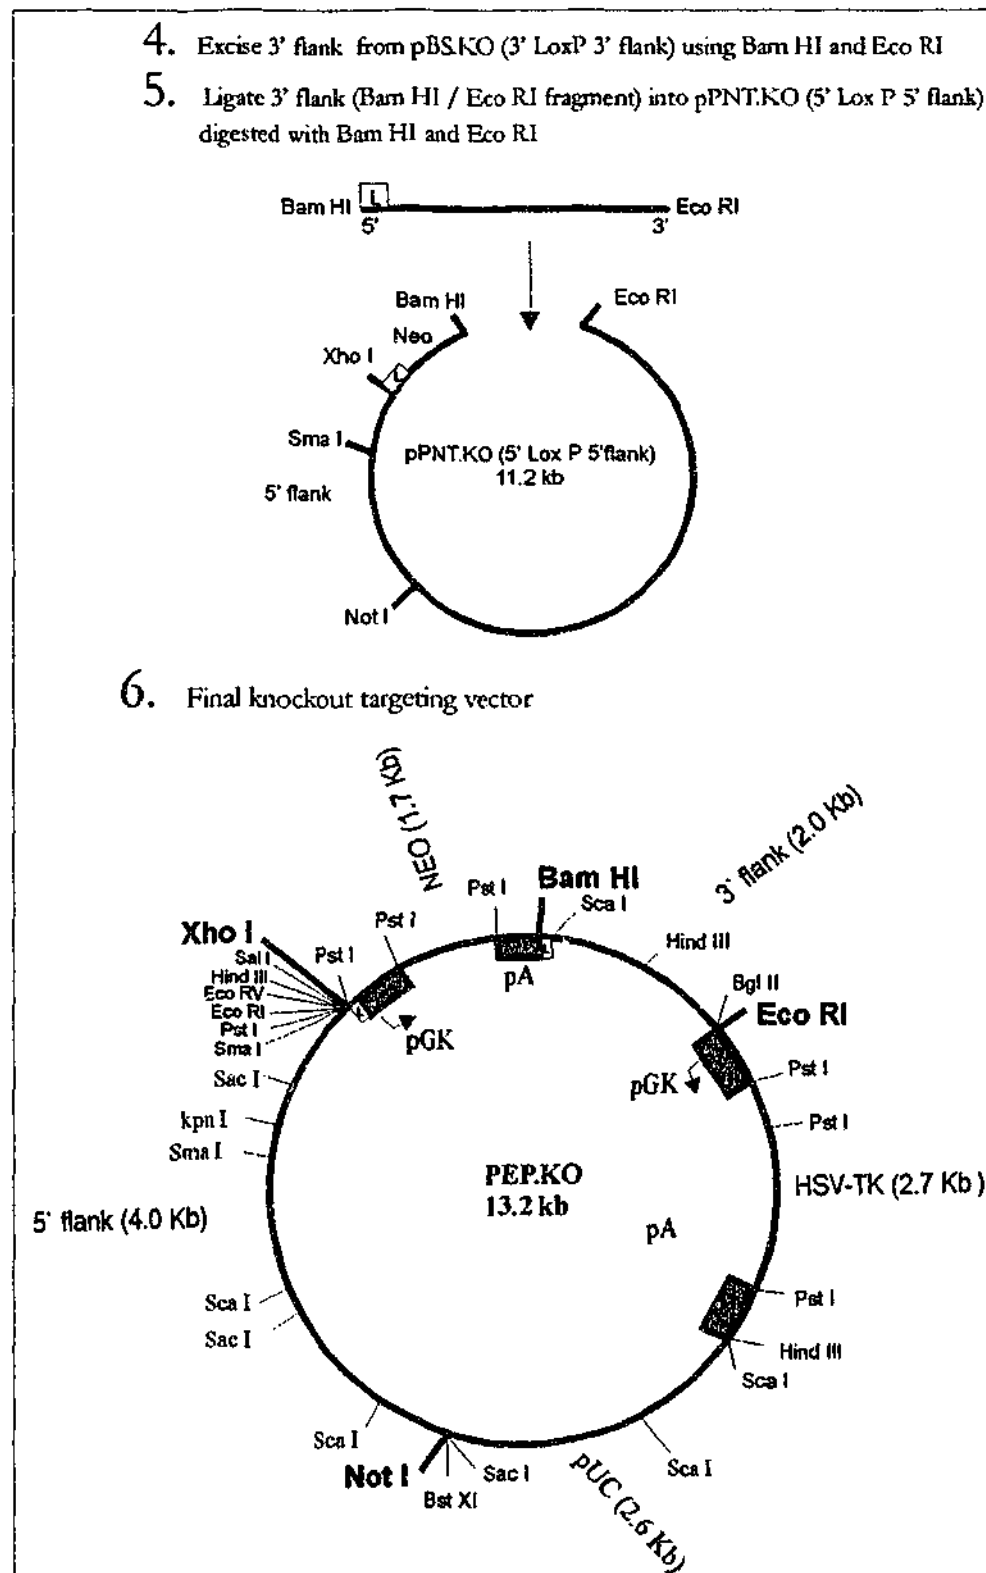 4. Excise 3' flank from pBS.KO (3' LoxP 3' flank) using Bam HI and Eco RI
5. Ligate 3' flank (Bam HI / Eco RI fragment) into pPNT.KO (5' Lox P 5' flank)
digested with Bam HI and Eco RI
Bam HI
L
Eco RI
5'
3'
Bam HI
Eco RI
Neo
Xho I
L
Sma I
pPNT.KO (5' Lox P 5'flank)
11.2 kb
5' flank
Not I
6. Final knockout targeting vector
NEO (1.7 Kb)
3' flank (2.0 Kb)
Pst I
Bam HI
Sca I
Pst I
Xho I
Pst I
Hind III
Sal I
Hind III
Eco RV
Eco RI
Pst I
Sma I
L
L
pA
Bgl II
Eco RI
pGK
pGK
Pst I
Sac I
kpn I
Pst I
Sma I
PEP.KO
13.2 kb
HSV-TK (2.7 Kb)
5' flank (4.0 Kb)
pA
Sca I
Pst I
Sac I
Hind III
Sca I
Sca I
Not I
Sac I
Sca I
Bst XI
pUC (2.6 Kb)